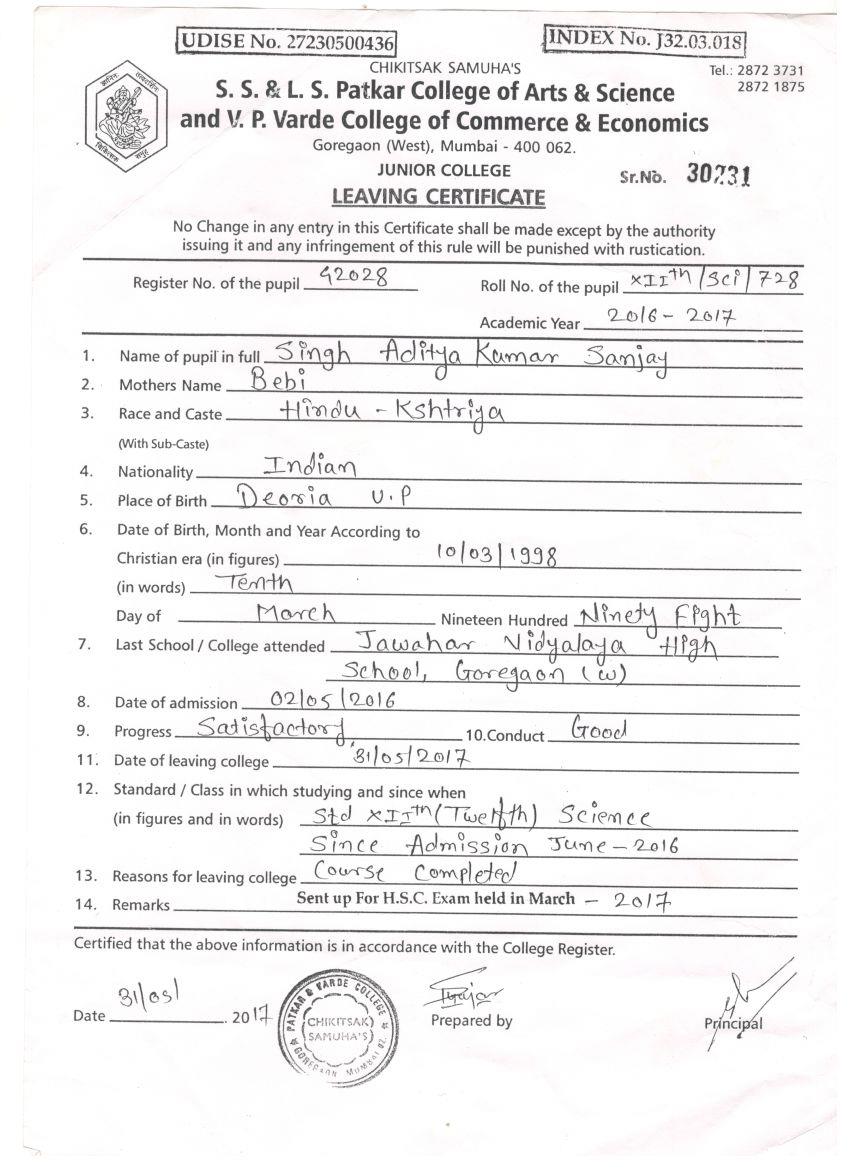 UDISE No. 27230500436
INDEX No. J32.03.018
CHIKITSAK SAMUHA'S
Tel.: 2872 3731
2872 1875
S. S. & L. S. Patkar College of Arts & Science
and V. P. Varde College of Commerce & Economics
Goregaon (West), Mumbai - 400 062.
JUNIOR COLLEGE
Sr.No. 30231
LEAVING CERTIFICATE
No Change in any entry in this Certificate shall be made except by the authority
issuing it and any infringement of this rule will be punished with rustication.
Register No. of the pupil 42028
Roll No. of the pupil XIIth/Sci/728
Academic Year 2016-2017
1. Name of pupil in full Singh Aditya Kumar Sanjay
2. Mothers Name Bebi
3. Race and Caste Hindu - Kshtriya
(With Sub-Caste)
4. Nationality Indian
5. Place of Birth Deoria U.P
6. Date of Birth, Month and Year According to
Christian era (in figures) 10/03/1998
(in words) Tenth
Day of March Nineteen Hundred Ninety Eight
7. Last School / College attended Jawahar Vidyalaya High
School, Goregaon (W)
8. Date of admission 02/05/2016
9. Progress Satisfactory 10.Conduct Good
11. Date of leaving college 31/05/2017
12. Standard / Class in which studying and since when
(in figures and in words) Std XIIth (Twelfth) Science
Since Admission June-2016
13. Reasons for leaving college Course Completed
14. Remarks Sent up For H.S.C. Exam held in March - 2017
Certified that the above information is in accordance with the College Register.
Date 31/05/ 2017
PATKAR & VARDE COLLEGE
CHIKITSAK
SAMUHA'S
GOREGAON MUMBAI 62.
Prepared by
Principal